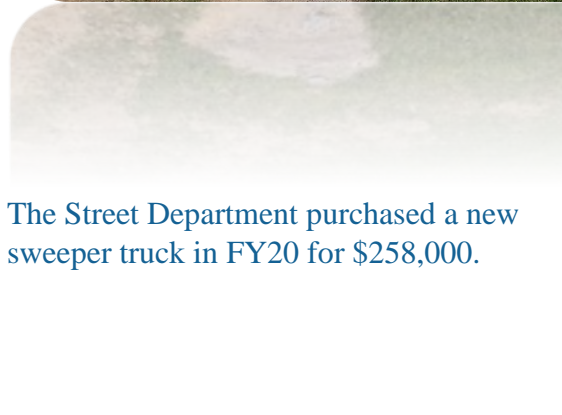 The Street Department purchased a new
sweeper truck in FY20 for $258,000.